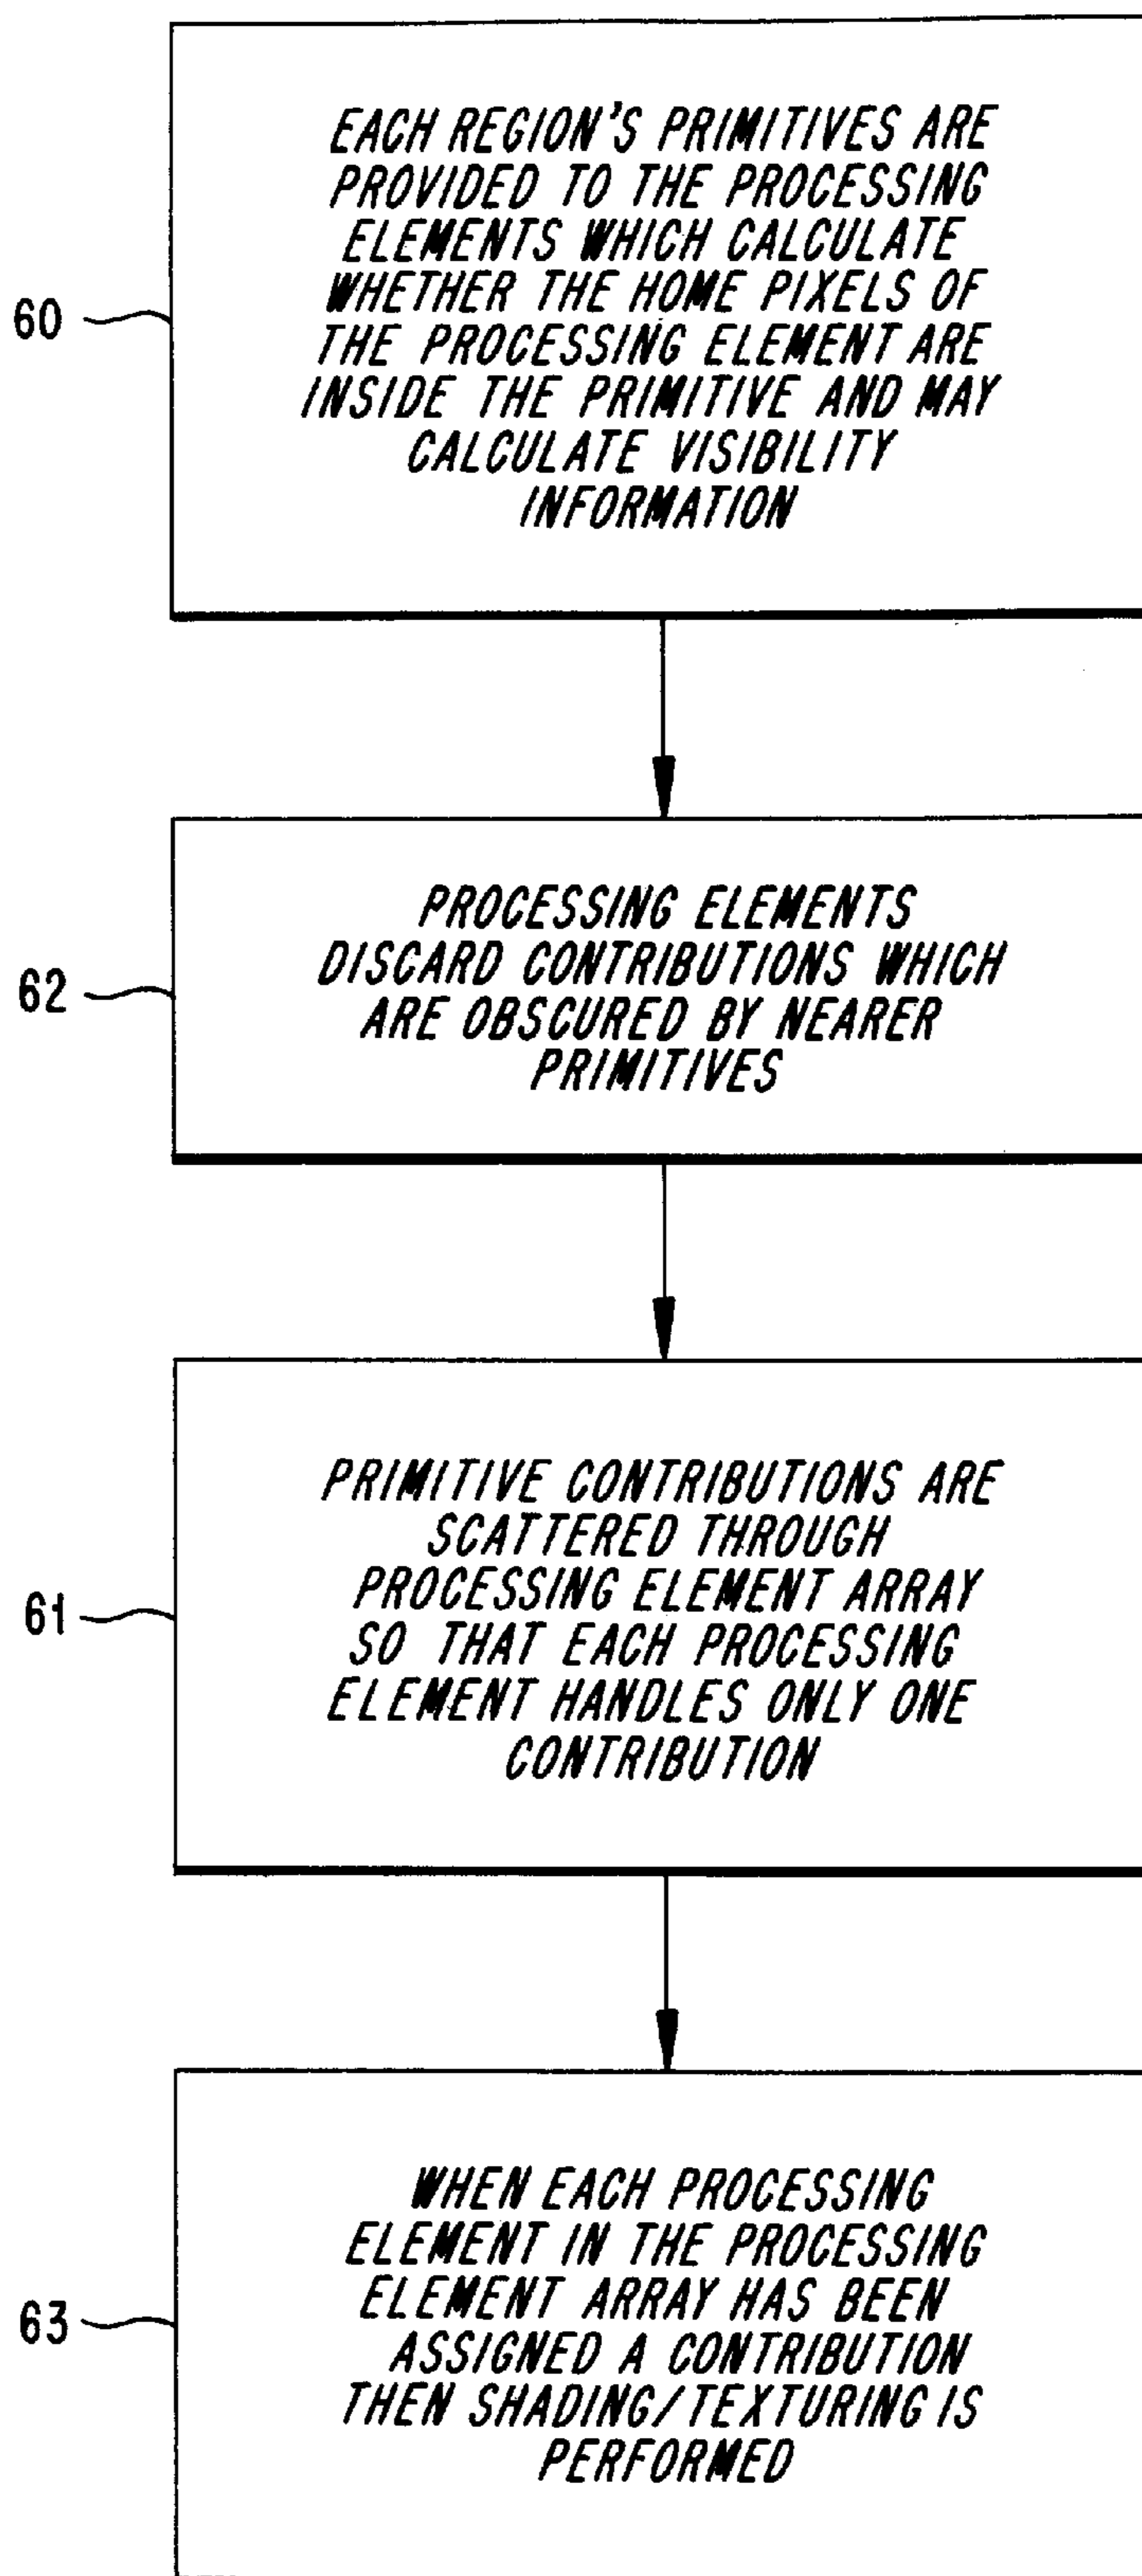 EACH REGION'S PRIMITIVES ARE
PROVIDED TO THE PROCESSING
ELEMENTS WHICH CALCULATE
WHETHER THE HOME PIXELS OF
THE PROCESSING ELEMENT ARE
INSIDE THE PRIMITIVE AND MAY
CALCULATE VISIBILITY
INFORMATION
60
PROCESSING ELEMENTS
DISCARD CONTRIBUTIONS WHICH
ARE OBSCURED BY NEARER
PRIMITIVES
62
PRIMITIVE CONTRIBUTIONS ARE
SCATTERED THROUGH
PROCESSING ELEMENT ARRAY
SO THAT EACH PROCESSING
ELEMENT HANDLES ONLY ONE
CONTRIBUTION
61
WHEN EACH PROCESSING
ELEMENT IN THE PROCESSING
ELEMENT ARRAY HAS BEEN
ASSIGNED A CONTRIBUTION
THEN SHADING/TEXTURING IS
PERFORMED
63